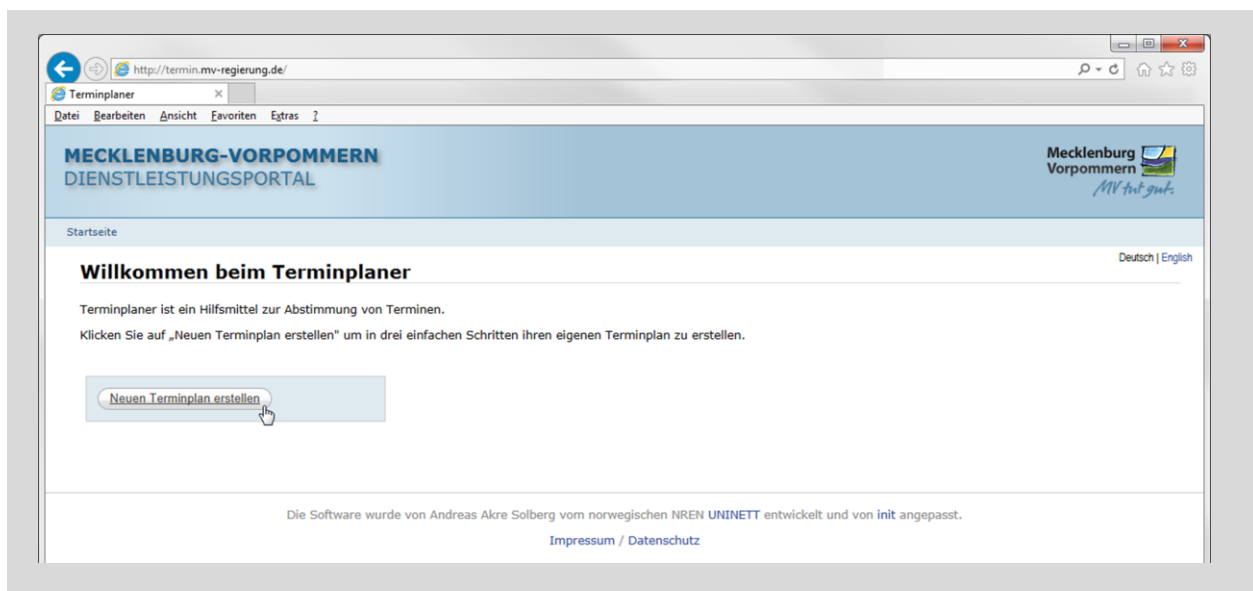 http://termin.mv-regierung.de/
Terminplaner
Datei Bearbeiten Ansicht Favoriten Extras ?
MECKLENBURG-VORPOMMERN
DIENSTLEISTUNGSPORTAL
Mecklenburg
Vorpommern
MV tut gut.
Startseite
Deutsch | English
Willkommen beim Terminplaner
Terminplaner ist ein Hilfsmittel zur Abstimmung von Terminen.
Klicken Sie auf „Neuen Terminplan erstellen" um in drei einfachen Schritten ihren eigenen Terminplan zu erstellen.
Neuen Terminplan erstellen
Die Software wurde von Andreas Akre Solberg vom norwegischen NREN UNINETT entwickelt und von init angepasst.
Impressum / Datenschutz